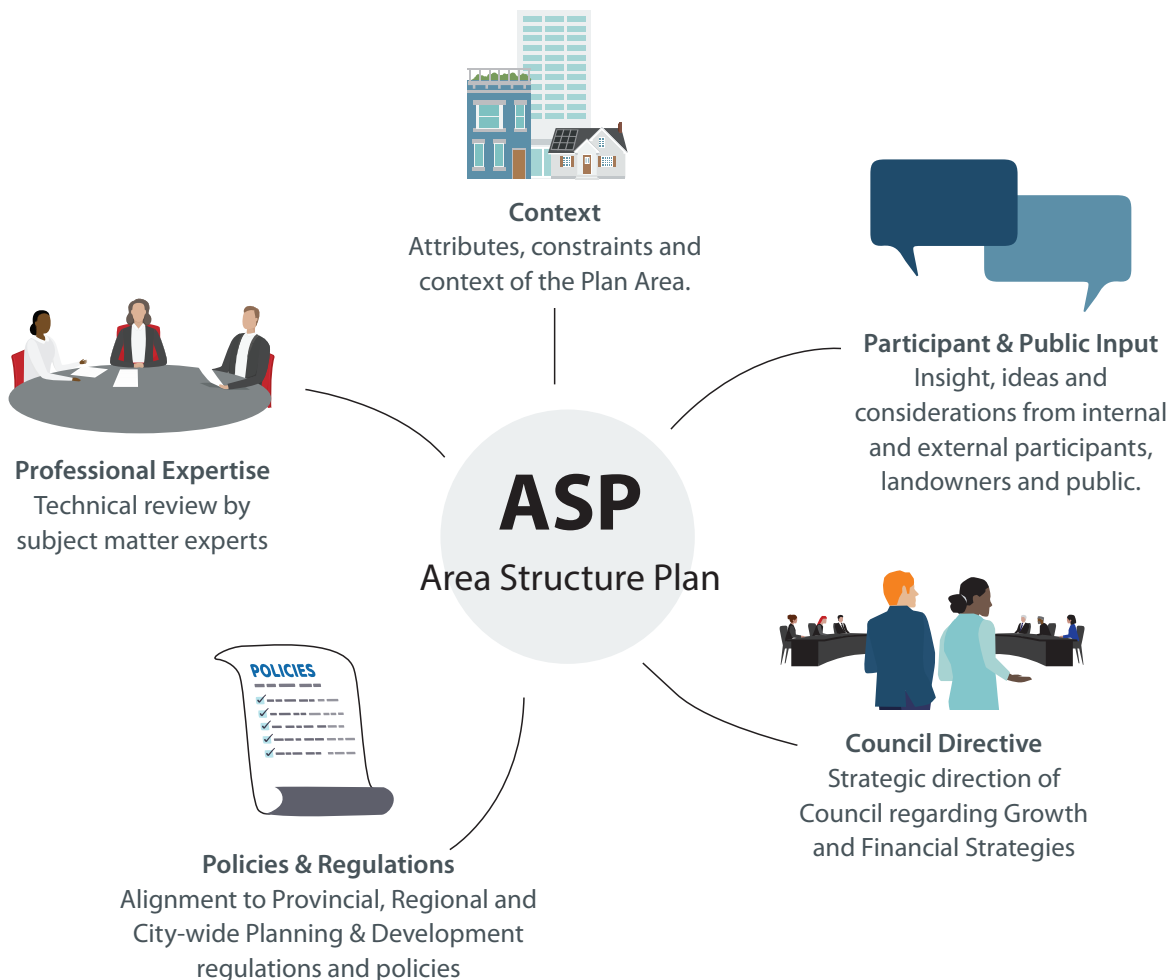 Context
Attributes, constraints and
context of the Plan Area.
Participant & Public Input
Insight, ideas and
considerations from internal
and external participants,
landowners and public.
Professional Expertise
Technical review by
subject matter experts
ASP
Area Structure Plan
Council Directive
Strategic direction of
Council regarding Growth
and Financial Strategies
POLICIES
Policies & Regulations
Alignment to Provincial, Regional and
City-wide Planning & Development
regulations and policies